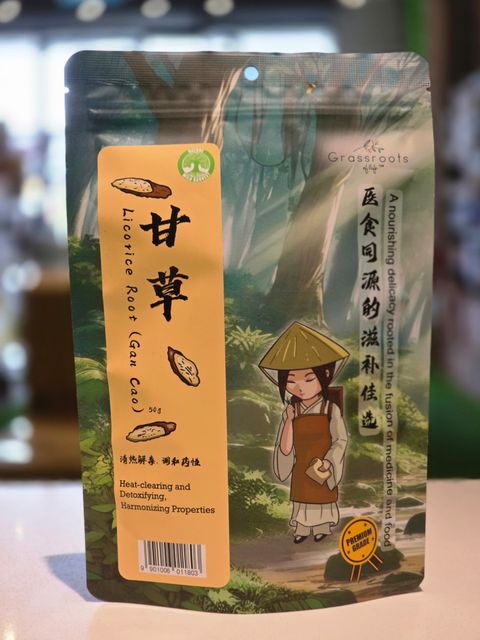 Grassroots
甘草
Licorice Root (Gan Cao)
50g
清热解毒, 调和药性
Heat-clearing and
Detoxifying,
Harmonizing Properties
9 901006 011803
医食同源的滋补佳选
A nourishing delicacy rooted in the fusion of medicine and food
PREMIUM
GRADE